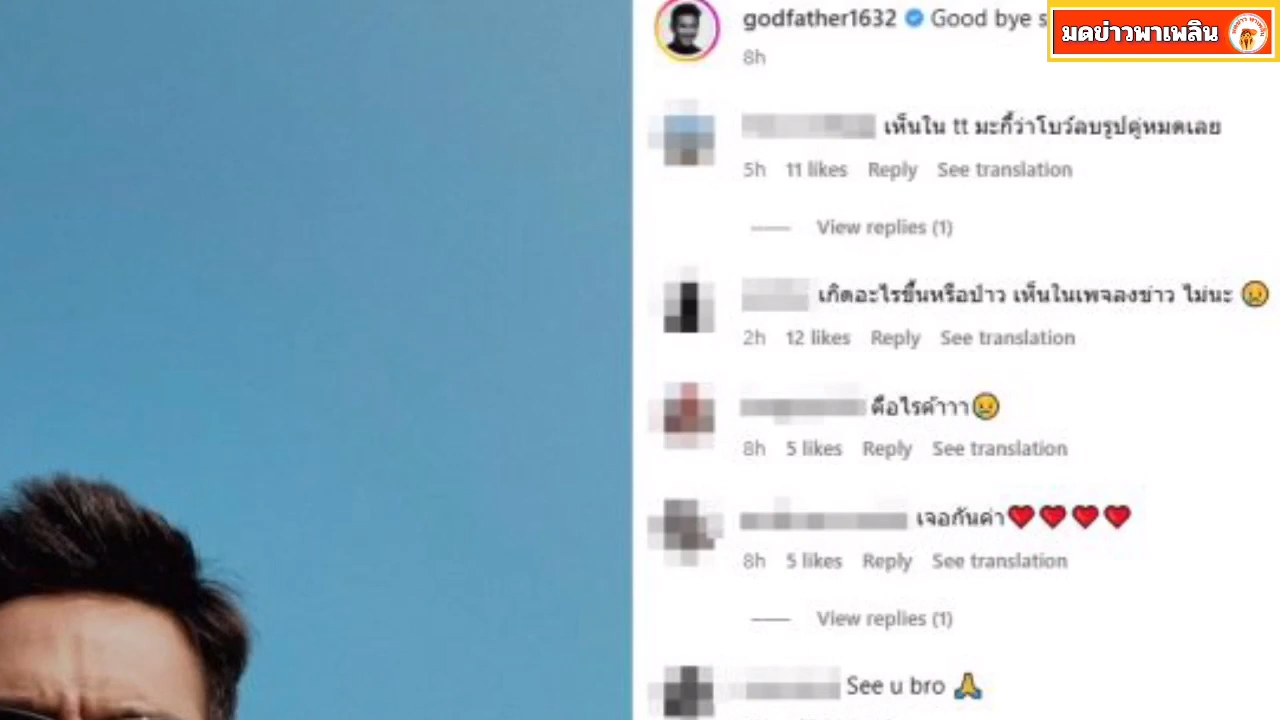 godfather1632 Good bye s
มดข่าวพาเพลิน
8h
เห็นใน tt มะกี้ว่าโบว์ลบรูปคู่หมดเลย
5h 11 likes Reply See translation
View replies (1)
เกิดอะไรขึ้นหรือป่าว เห็นในเพจลงข่าว ไม่นะ 😢
2h 12 likes Reply See translation
คือไรค้าาา😢
8h 5 likes Reply See translation
เจอกันค่า❤️❤️❤️❤️
8h 5 likes Reply See translation
View replies (1)
See u bro 🙏